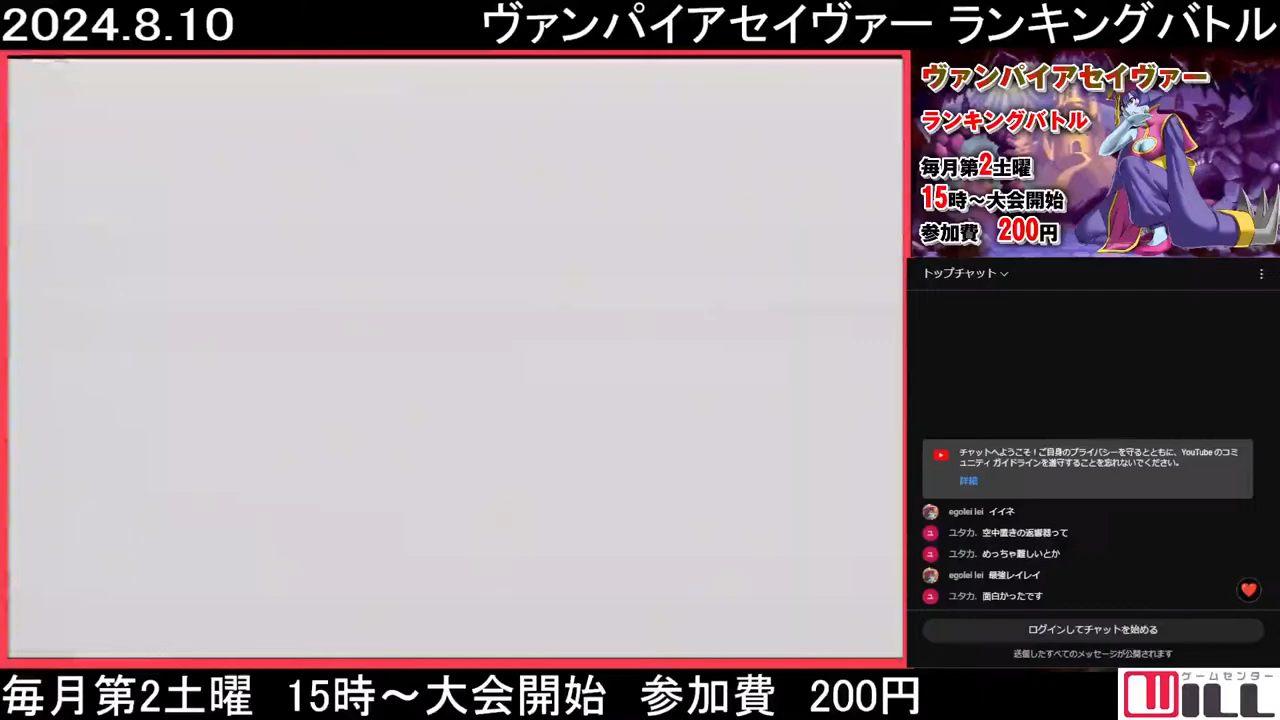 2024.8.10 ヴァンパイアセイヴァー ランキングバトル
ヴァンパイアセイヴァー
ランキングバトル
毎月第2土曜
15時～大会開始
参加費 200円
トップチャット
チャットへようこそ！ご自身のプライバシーを守るとともに、YouTube のコミ
ュニティ ガイドラインを遵守することを忘れないでください。
詳細
egolei lei イイネ
ユ ユタカ. 空中置きの返響器って
ユ ユタカ. めっちゃ難しいとか
egolei lei 最強レイレイ
ユ ユタカ. 面白かったです
ログインしてチャットを始める
送信したすべてのメッセージが公開されます
毎月第2土曜 15時～大会開始 参加費 200円
ゲームセンター
WILL